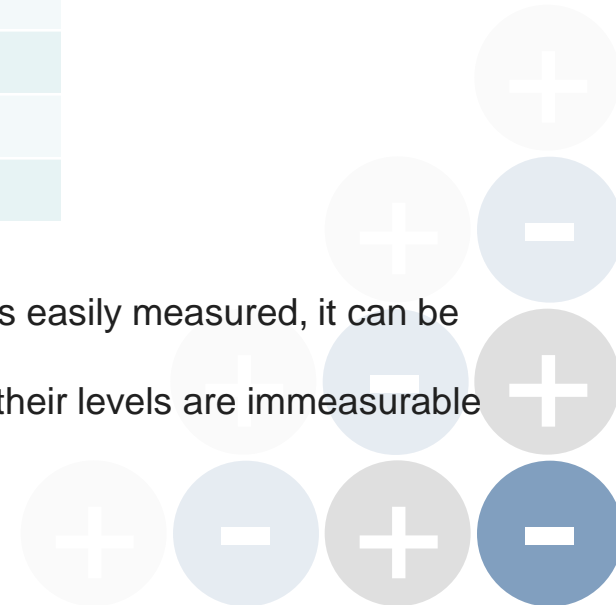 s easily measured, it can be
their levels are immeasurable
+
+ -
+ - +
+ - + -